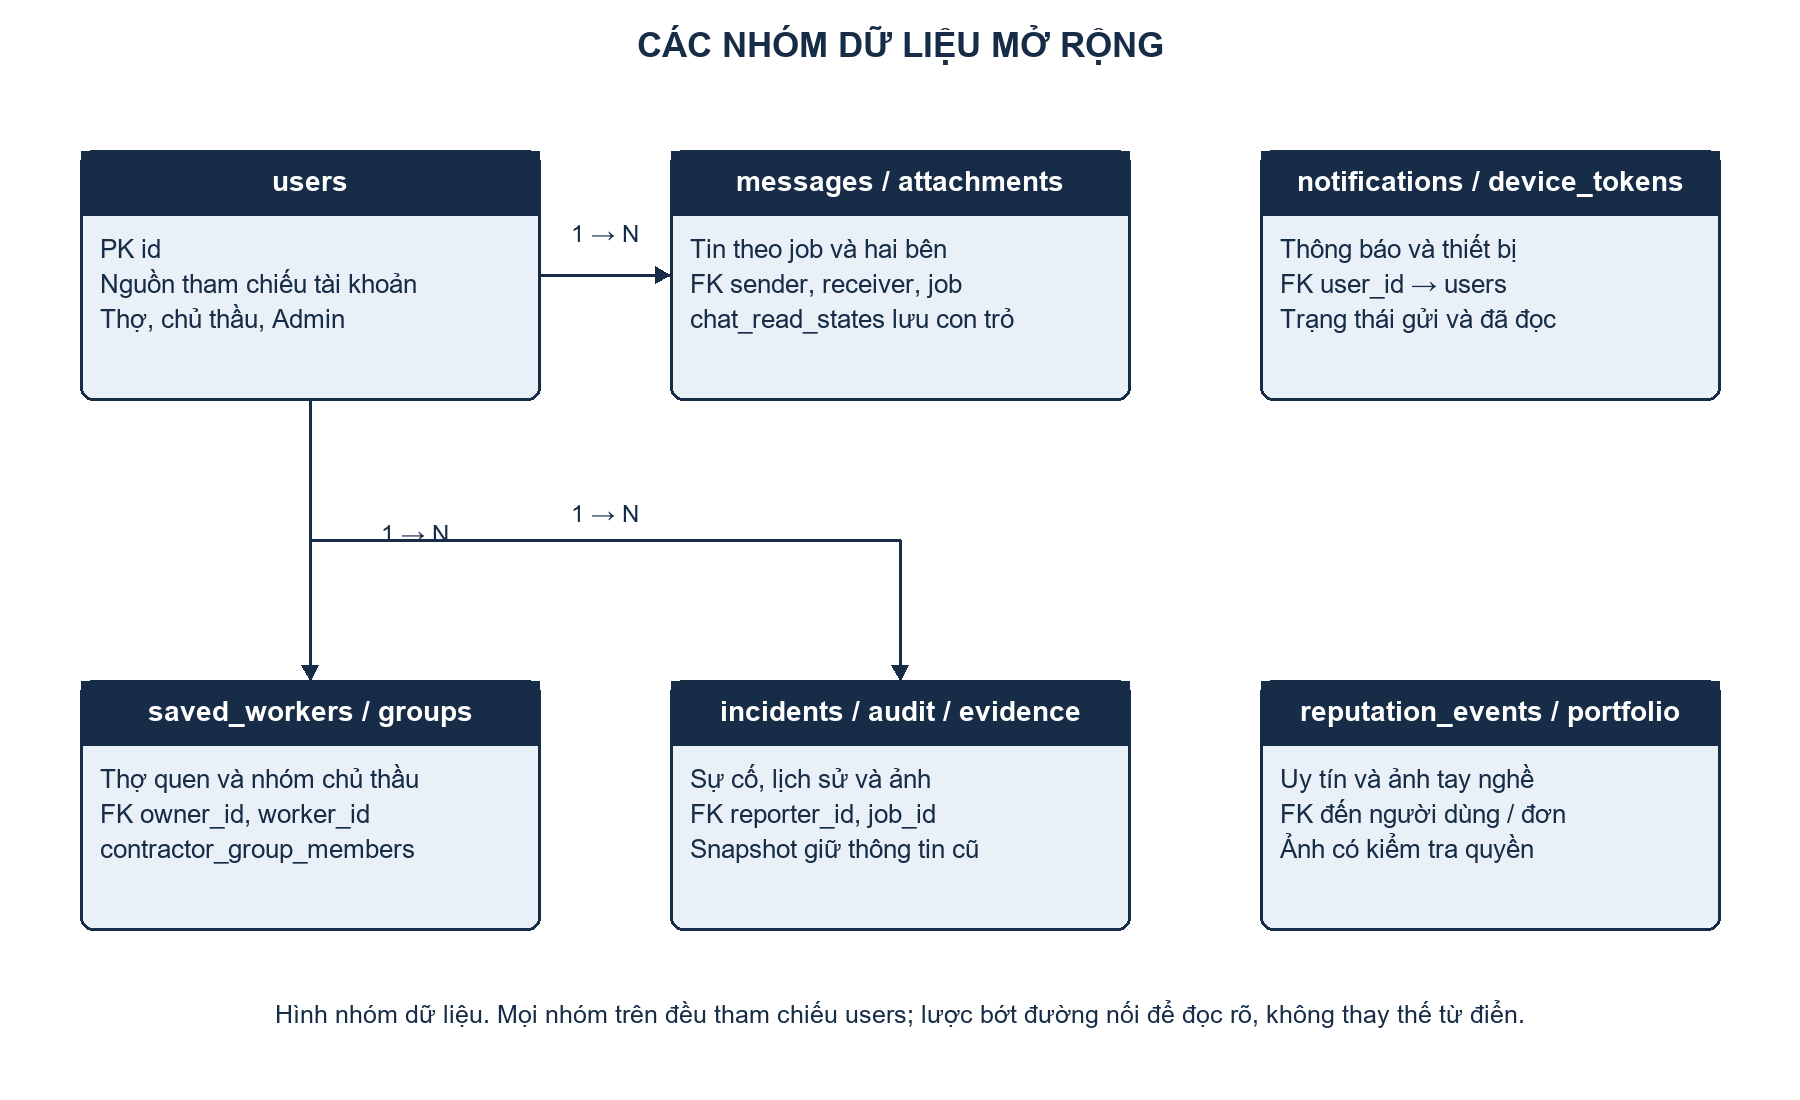 CÁC NHÓM DỮ LIỆU MỞ RỘNG
users
PK id
Nguồn tham chiếu tài khoản
Thợ, chủ thầu, Admin
1 → N
messages / attachments
Tin theo job và hai bên
FK sender, receiver, job
chat_read_states lưu con trỏ
notifications / device_tokens
Thông báo và thiết bị
FK user_id → users
Trạng thái gửi và đã đọc
1 → N
1 → N
saved_workers / groups
Thợ quen và nhóm chủ thầu
FK owner_id, worker_id
contractor_group_members
incidents / audit / evidence
Sự cố, lịch sử và ảnh
FK reporter_id, job_id
Snapshot giữ thông tin cũ
reputation_events / portfolio
Uy tín và ảnh tay nghề
FK đến người dùng / đơn
Ảnh có kiểm tra quyền
Hình nhóm dữ liệu. Mọi nhóm trên đều tham chiếu users; lược bớt đường nối để đọc rõ, không thay thế từ điển.